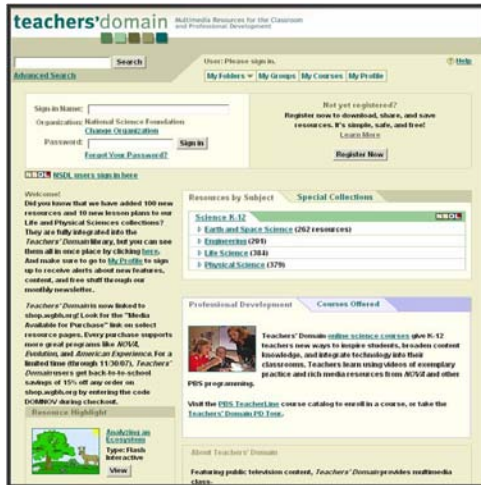 teachers'domain
Multimedia Resources for the Classroom
and Professional Development
Search
User: Please sign in.
Help
Advanced Search
My Folders
My Groups
My Courses
My Profile
Sign-in Name:
Organization: National Science Foundation
Change Organization
Password:
Sign in
Forgot Your Password?
Not yet registered?
Register now to download, share, and save
resources. It's simple, safe, and free!
Learn More
Register Now
NSDL NSDL users sign in here
Welcome!
Did you know that we have added 100 new
resources and 10 new lesson plans to our
Life and Physical Sciences collections?
They are fully integrated into the
Teachers' Domain library, but you can see
them all in once place by clicking here.
And make sure to go to My Profile to sign
up to receive alerts about new features,
content, and free stuff through our
monthly newsletter.
Teachers' Domain is now linked to
shop.wgbh.org! Look for the "Media
Available for Purchase" link on select
resource pages. Every purchase supports
more great programs like NOVA,
Evolution, and American Experience. For a
limited time (through 11/30/07), Teachers'
Domain users get back-to-school
savings of 15% off any order on
shop.wgbh.org by entering the code
DOMNOV during checkout.
Resource Highlight
Analyzing an
Ecosystem
Type: Flash
Interactive
View
Resources by Subject
Special Collections
Science K-12
NSDL
Earth and Space Science (262 resources)
Engineering (201)
Life Science (384)
Physical Science (379)
Professional Development
Courses Offered
Teachers' Domain online science courses give K-12
teachers new ways to inspire students, broaden content
knowledge, and integrate technology into their
classrooms. Teachers learn using videos of exemplary
practice and rich media resources from NOVA and other
PBS programming.
Visit the PBS TeacherLine course catalog to enroll in a course, or take the
Teachers' Domain PD Tour.
About Teachers' Domain
Featuring public television content, Teachers' Domain provides multimedia
class-